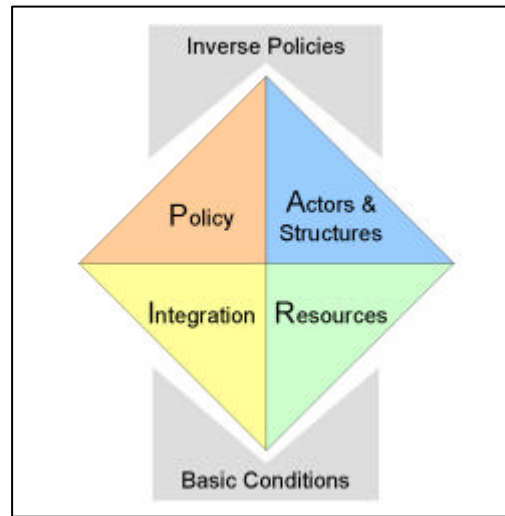 Inverse Policies
Policy
Actors &
Structures
Integration
Resources
Basic Conditions